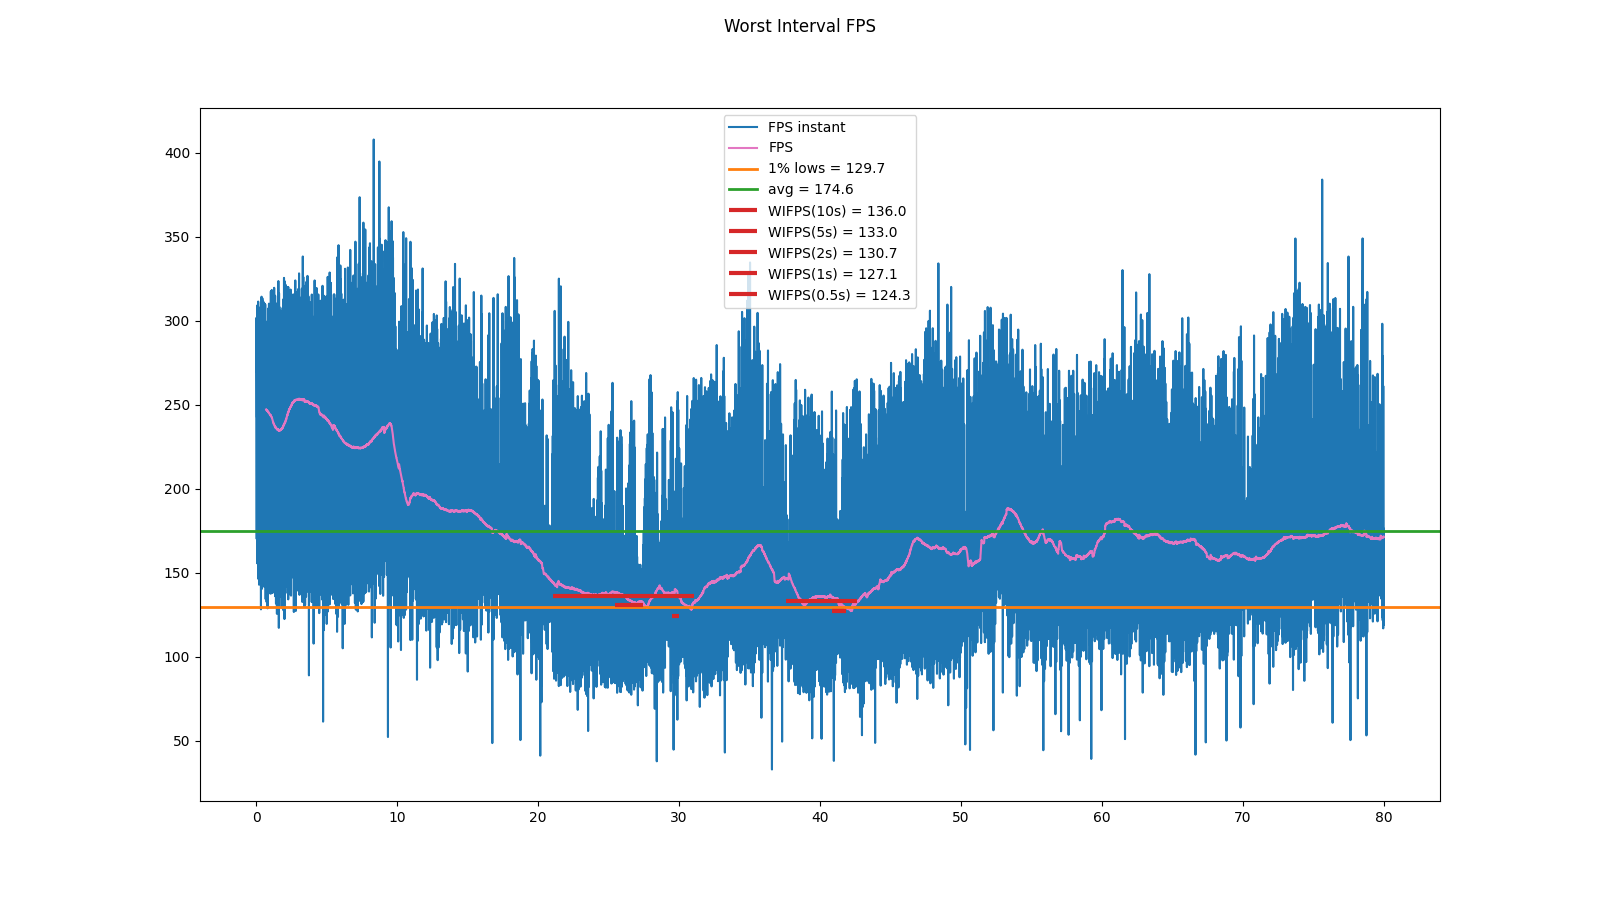 Worst Interval FPS
FPS instant
FPS
1% lows = 129.7
avg = 174.6
WIFPS(10s) = 136.0
WIFPS(5s) = 133.0
WIFPS(2s) = 130.7
WIFPS(1s) = 127.1
WIFPS(0.5s) = 124.3
400
350
300
250
200
150
100
50
0 10 20 30 40 50 60 70 80